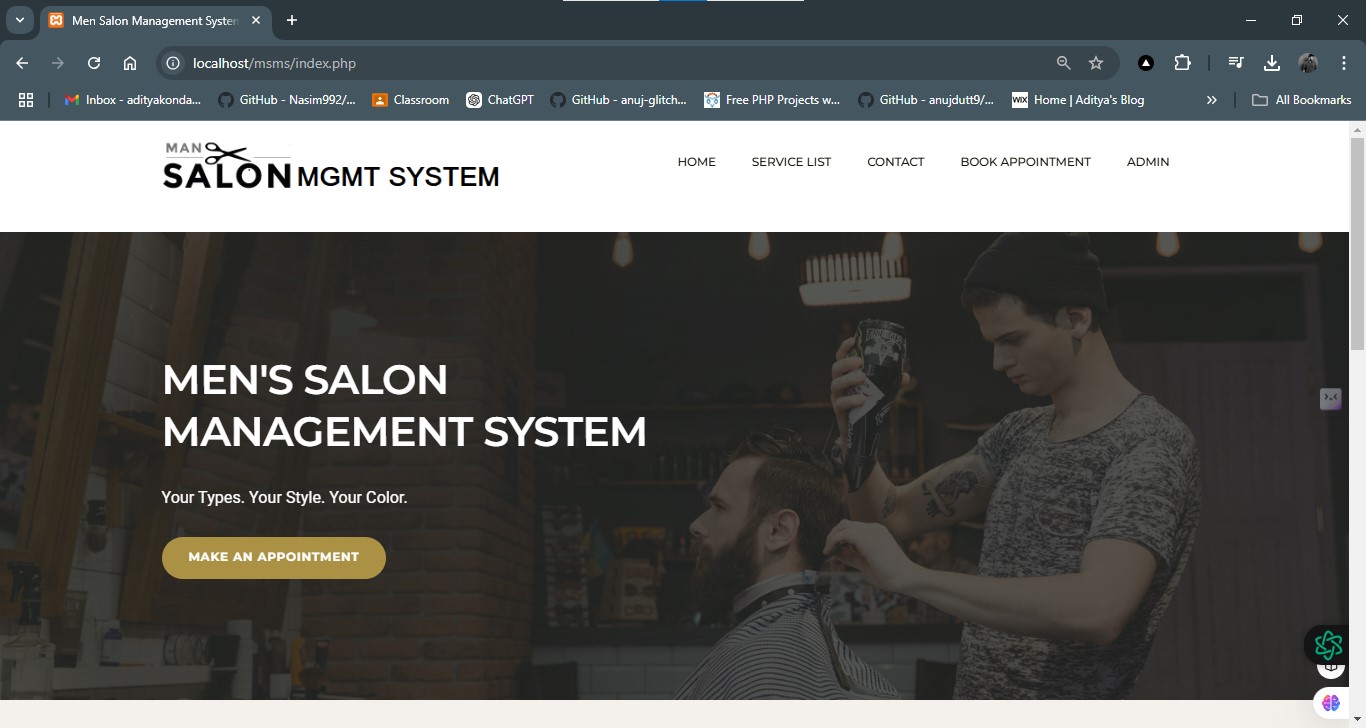 Men Salon Management System
localhost/msms/index.php
Inbox - adityakonda...
GitHub - Nasim992/...
Classroom
ChatGPT
GitHub - anuj-glitch...
Free PHP Projects w...
GitHub - anujdutt9/...
WIX
Home | Aditya's Blog
»
All Bookmarks
MAN
SALON MGMT SYSTEM
HOME
SERVICE LIST
CONTACT
BOOK APPOINTMENT
ADMIN
MEN'S SALON
MANAGEMENT SYSTEM
Your Types. Your Style. Your Color.
MAKE AN APPOINTMENT